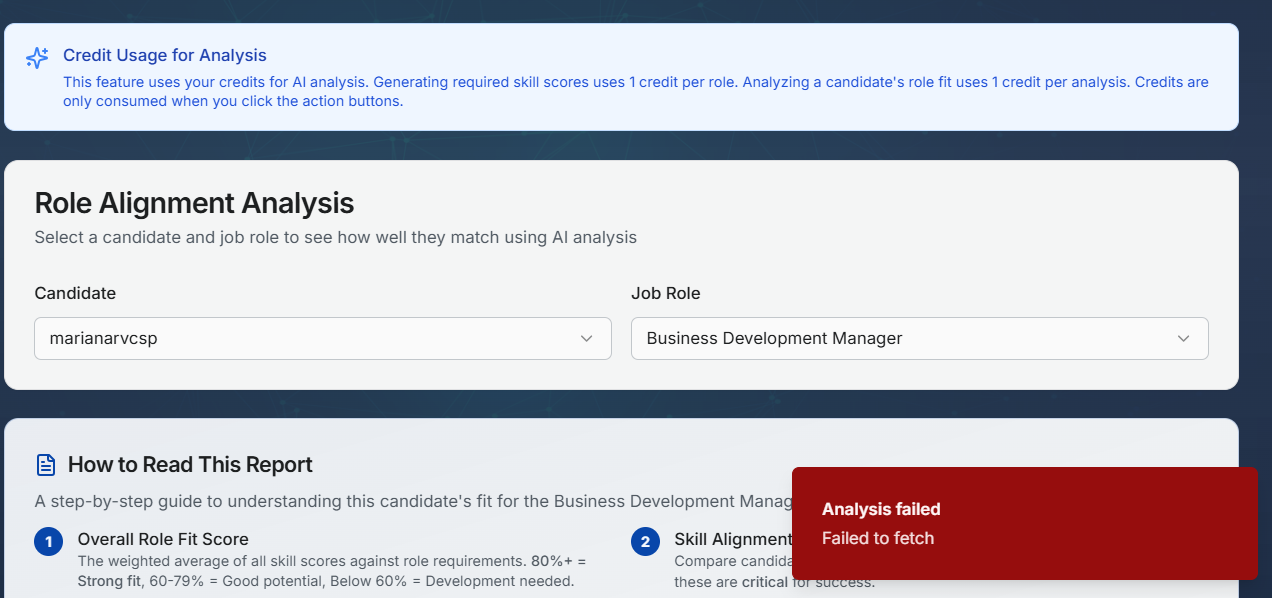 Credit Usage for Analysis
This feature uses your credits for AI analysis. Generating required skill scores uses 1 credit per role. Analyzing a candidate's role fit uses 1 credit per analysis. Credits are
only consumed when you click the action buttons.
Role Alignment Analysis
Select a candidate and job role to see how well they match using AI analysis
Candidate
Job Role
marianarvcsp
Business Development Manager
How to Read This Report
A step-by-step guide to understanding this candidate's fit for the Business Development
1
Overall Role Fit Score
The weighted average of all skill scores against role requirements. 80%+ =
Strong fit, 60-79% = Good potential, Below 60% = Development needed.
2
Skill Alignment
Compare
these are critical for success.
Analysis failed
Failed to fetch